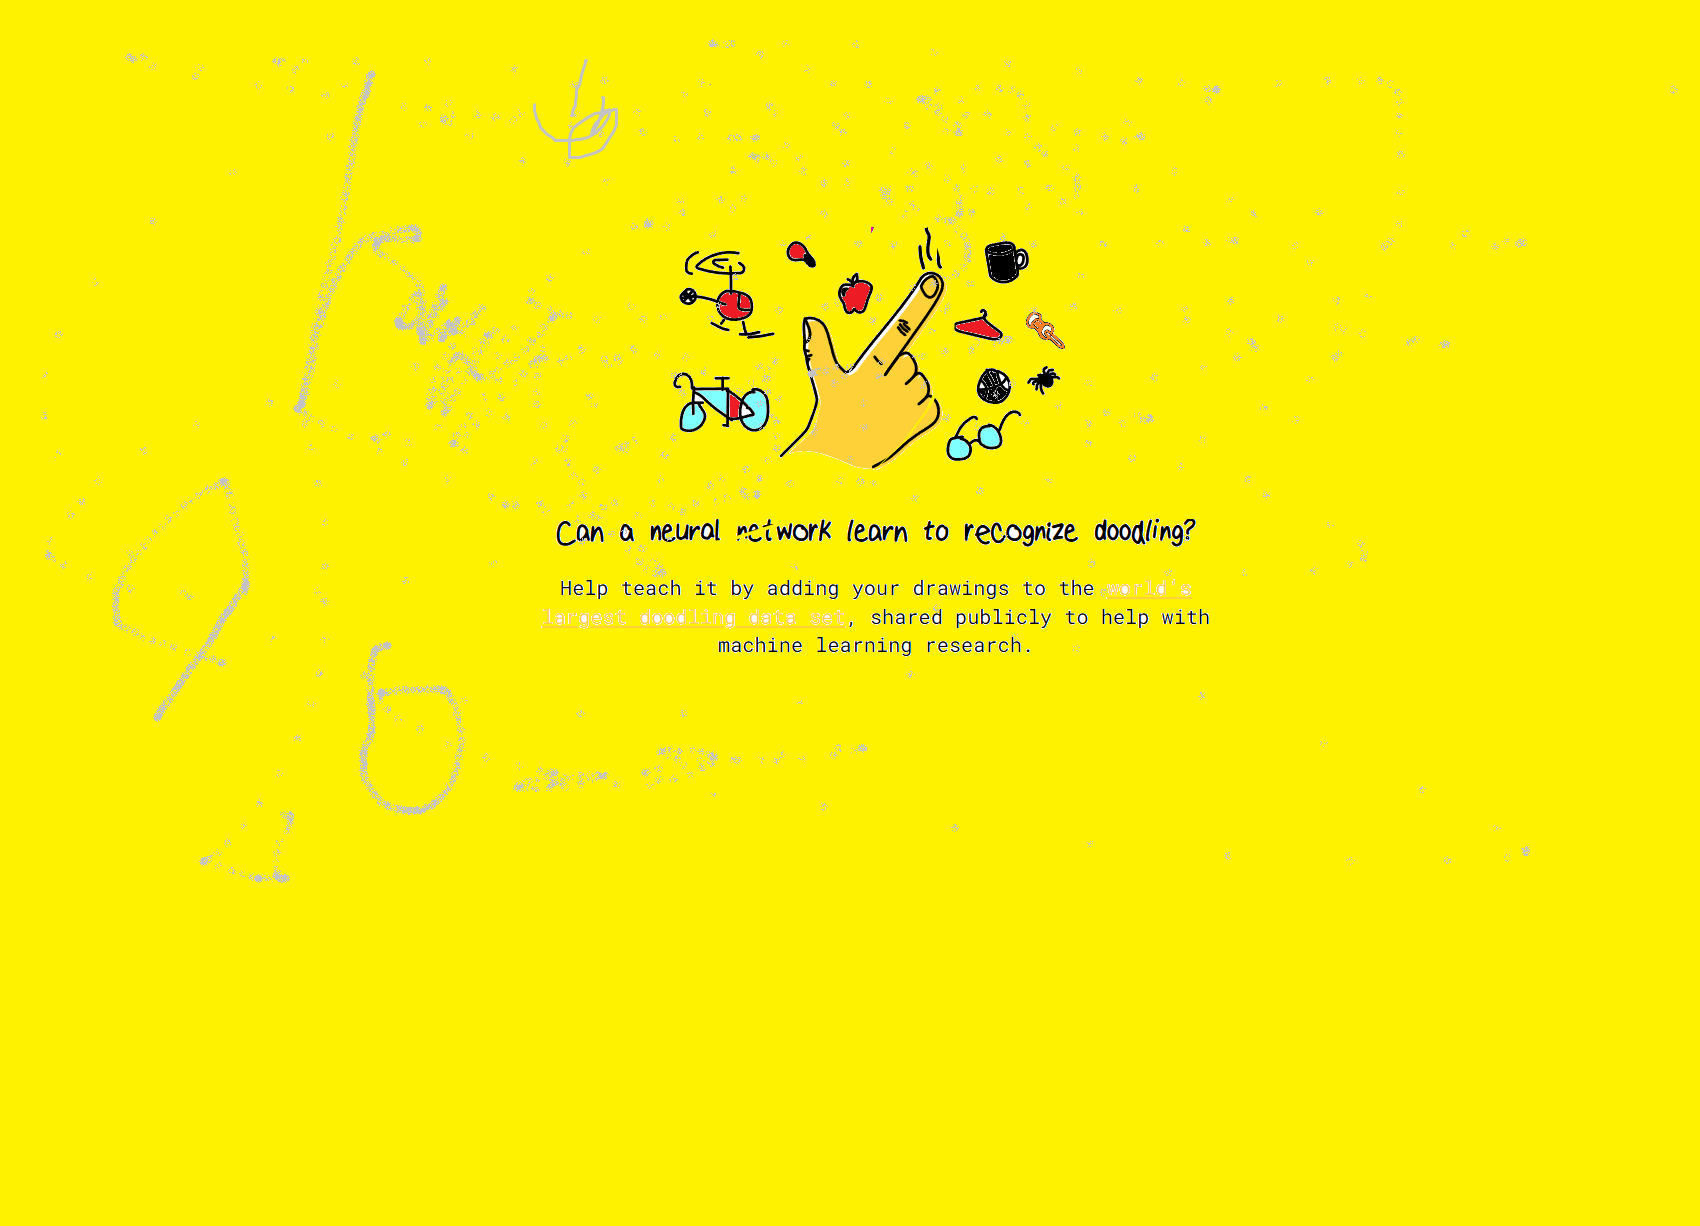 Can a neural network learn to recognize doodling?
Help teach it by adding your drawings to the world's
largest doodling data set, shared publicly to help with
machine learning research.